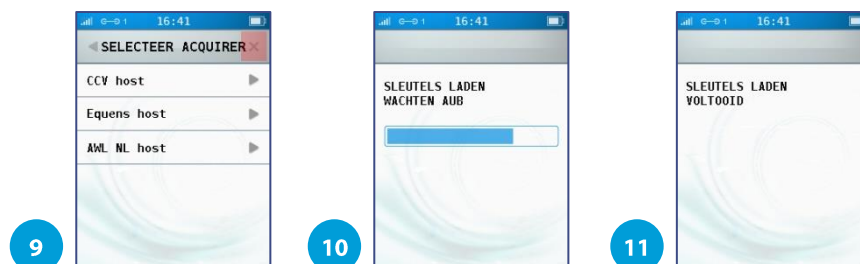 16:41
SELECTEER ACQUIRER
CCV host
Equens host
AWL NL host
9
16:41
SLEUTELS LADEN
WACHTEN AUB
10
16:41
SLEUTELS LADEN
VOLTOOID
11